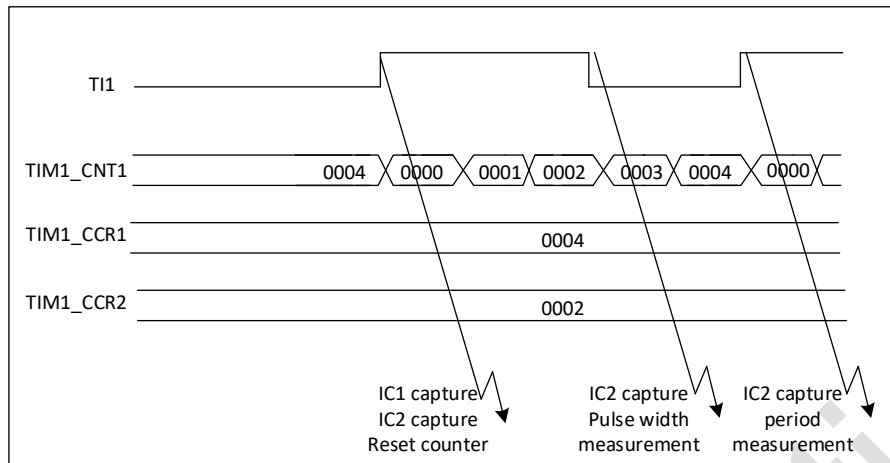 TI1
TIM1_CNT1 0004 0000 0001 0002 0003 0004 0000
TIM1_CCR1 0004
TIM1_CCR2 0002
IC1 capture
IC2 capture
Reset counter
IC2 capture
Pulse width
measurement
IC2 capture
period
measurement